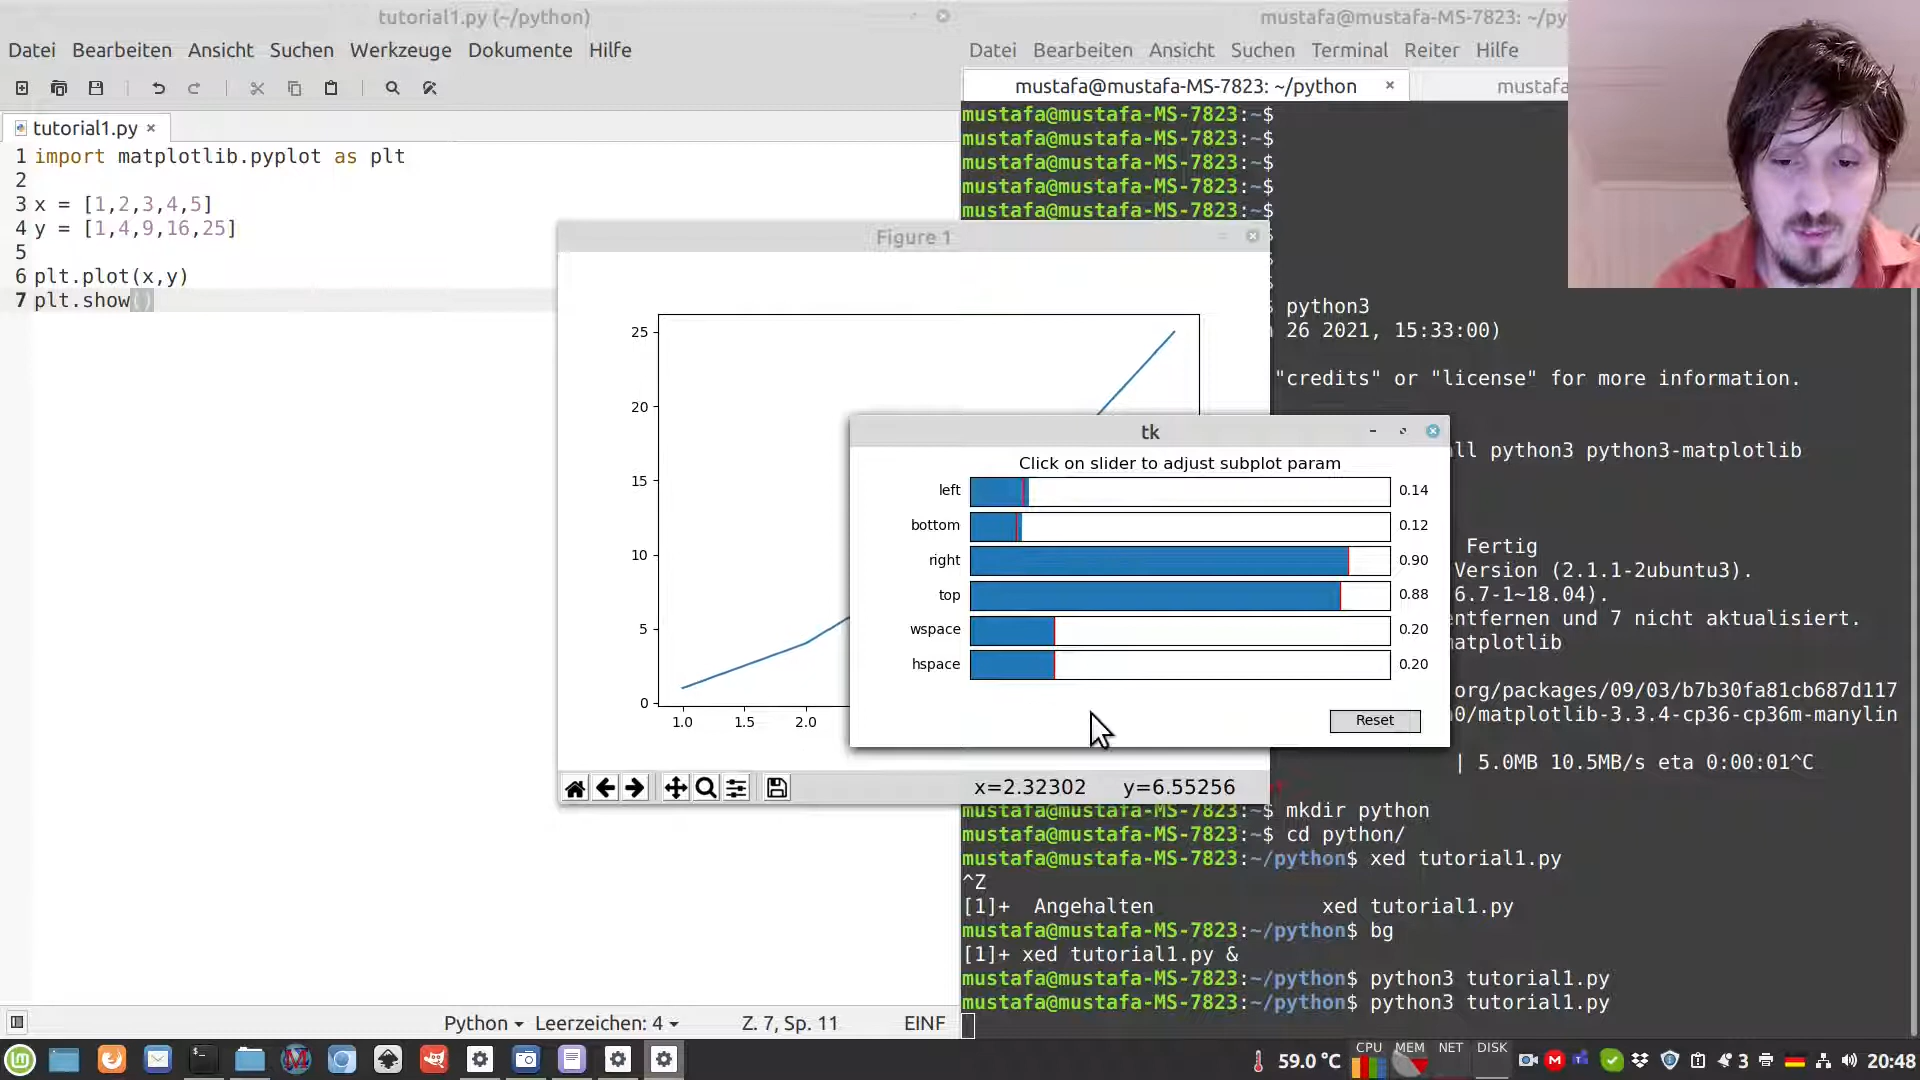 tutorial1.py (~/python)
Datei Bearbeiten Ansicht Suchen Werkzeuge Dokumente Hilfe
tutorial1.py ×
1 import matplotlib.pyplot as plt
2
3 x = [1,2,3,4,5]
4 y = [1,4,9,16,25]
5
6 plt.plot(x,y)
7 plt.show()
Python Leerzeichen: 4 Z. 7, Sp. 11 EINF
mustafa@mustafa-MS-7823: ~/py
Datei Bearbeiten Ansicht Suchen Terminal Reiter Hilfe
mustafa@mustafa-MS-7823: ~/python ×
mustaf
mustafa@mustafa-MS-7823:~$
mustafa@mustafa-MS-7823:~$
mustafa@mustafa-MS-7823:~$
mustafa@mustafa-MS-7823:~$
mustafa@mustafa-MS-7823:~$
$ python3
26 2021, 15:33:00)
"credits" or "license" for more information.
ll python3 python3-matplotlib
Fertig
Version (2.1.1-2ubuntu3).
6.7-1~18.04).
entfernen und 7 nicht aktualisiert.
matplotlib
org/packages/09/03/b7b30fa81cb687d117
0/matplotlib-3.3.4-cp36-cp36m-manylin
| 5.0MB 10.5MB/s eta 0:00:01^C
mustafa@mustafa-MS-7823:~$ mkdir python
mustafa@mustafa-MS-7823:~$ cd python/
mustafa@mustafa-MS-7823:~/python$ xed tutorial1.py
^Z
[1]+ Angehalten xed tutorial1.py
mustafa@mustafa-MS-7823:~/python$ bg
[1]+ xed tutorial1.py &
mustafa@mustafa-MS-7823:~/python$ python3 tutorial1.py
mustafa@mustafa-MS-7823:~/python$ python3 tutorial1.py
Figure 1
25
20
15
10
5
0
1.0 1.5 2.0
x=2.32302 y=6.55256
tk
Click on slider to adjust subplot param
left 0.14
bottom 0.12
right 0.90
top 0.88
wspace 0.20
hspace 0.20
Reset
59.0 °C CPU MEM NET DISK 3 20:48